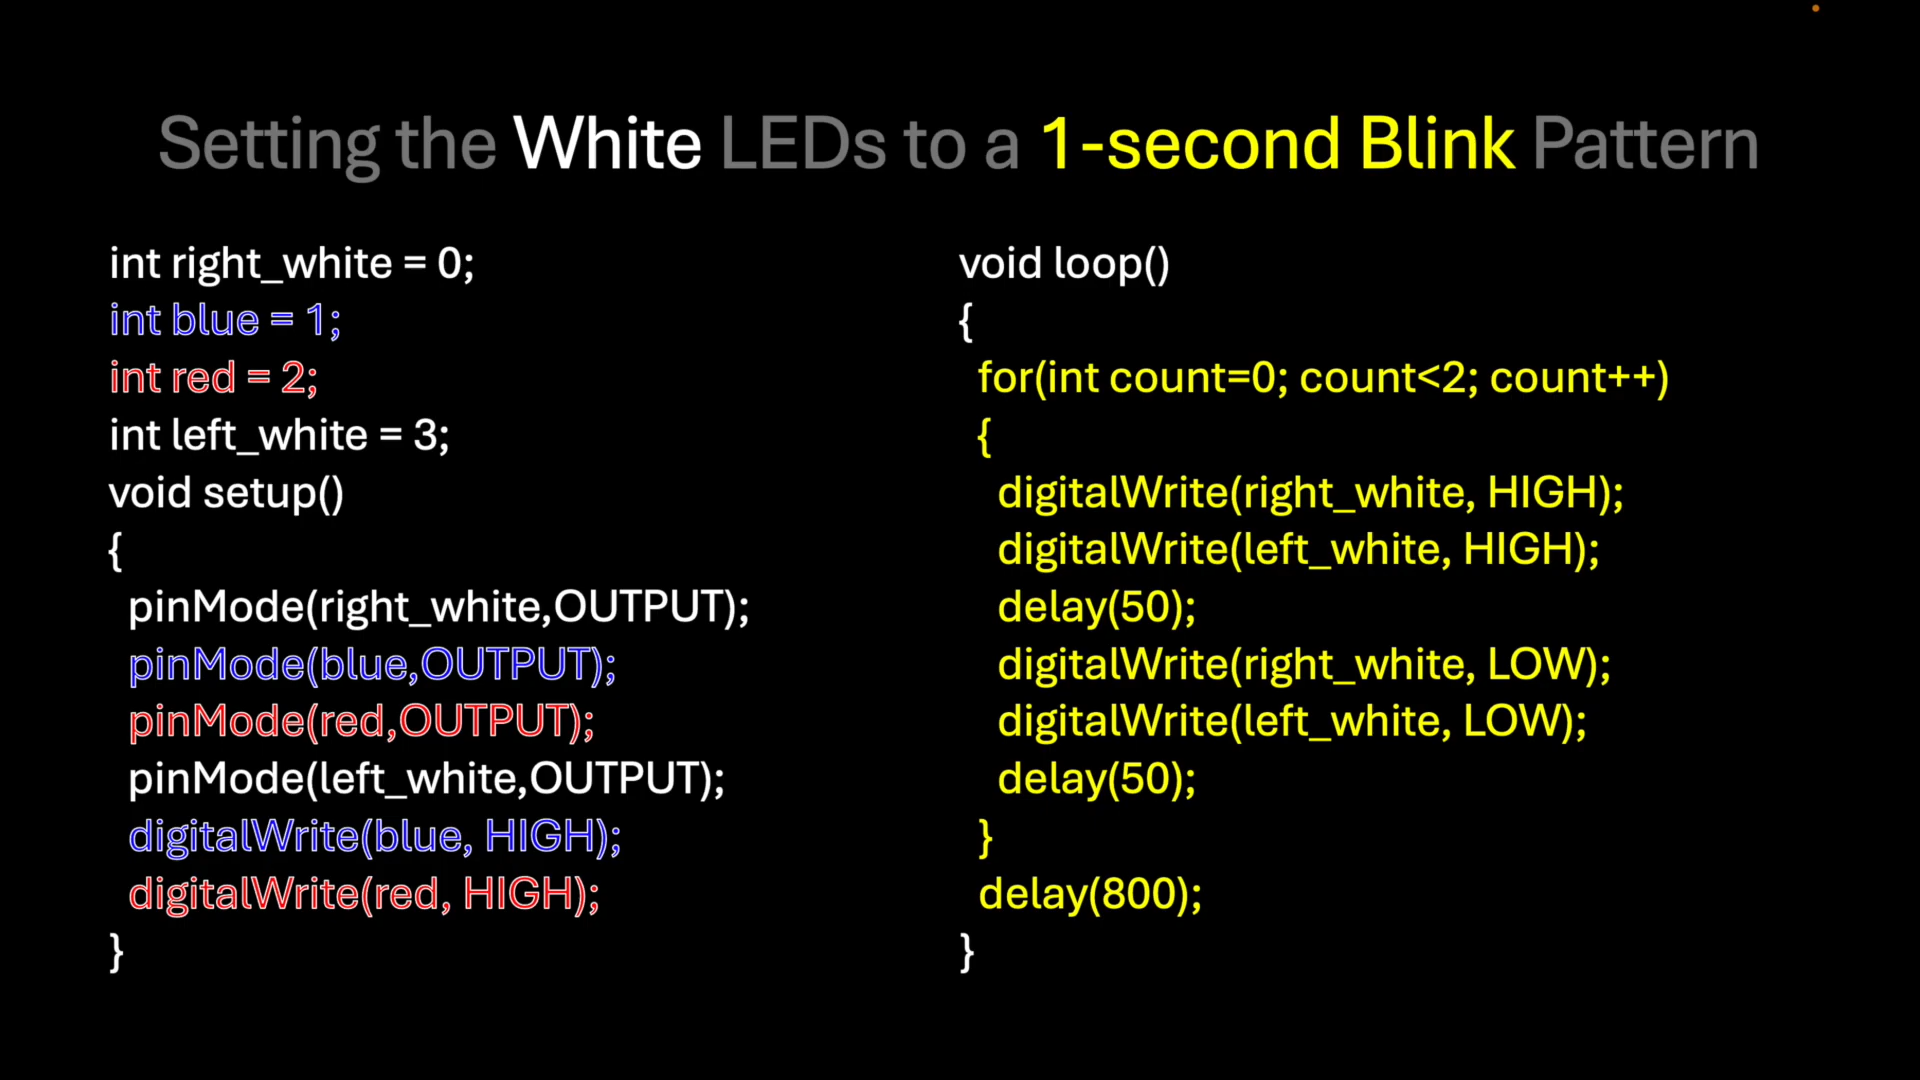 Setting the White LEDs to a 1-second Blink Pattern
int right_white = 0;
int blue = 1;
int red = 2;
int left_white = 3;
void setup()
{
pinMode(right_white,OUTPUT);
pinMode(blue,OUTPUT);
pinMode(red,OUTPUT);
pinMode(left_white,OUTPUT);
digitalWrite(blue, HIGH);
digitalWrite(red, HIGH);
}
void loop()
{
for(int count=0; count<2; count++)
{
digitalWrite(right_white, HIGH);
digitalWrite(left_white, HIGH);
delay(50);
digitalWrite(right_white, LOW);
digitalWrite(left_white, LOW);
delay(50);
}
delay(800);
}